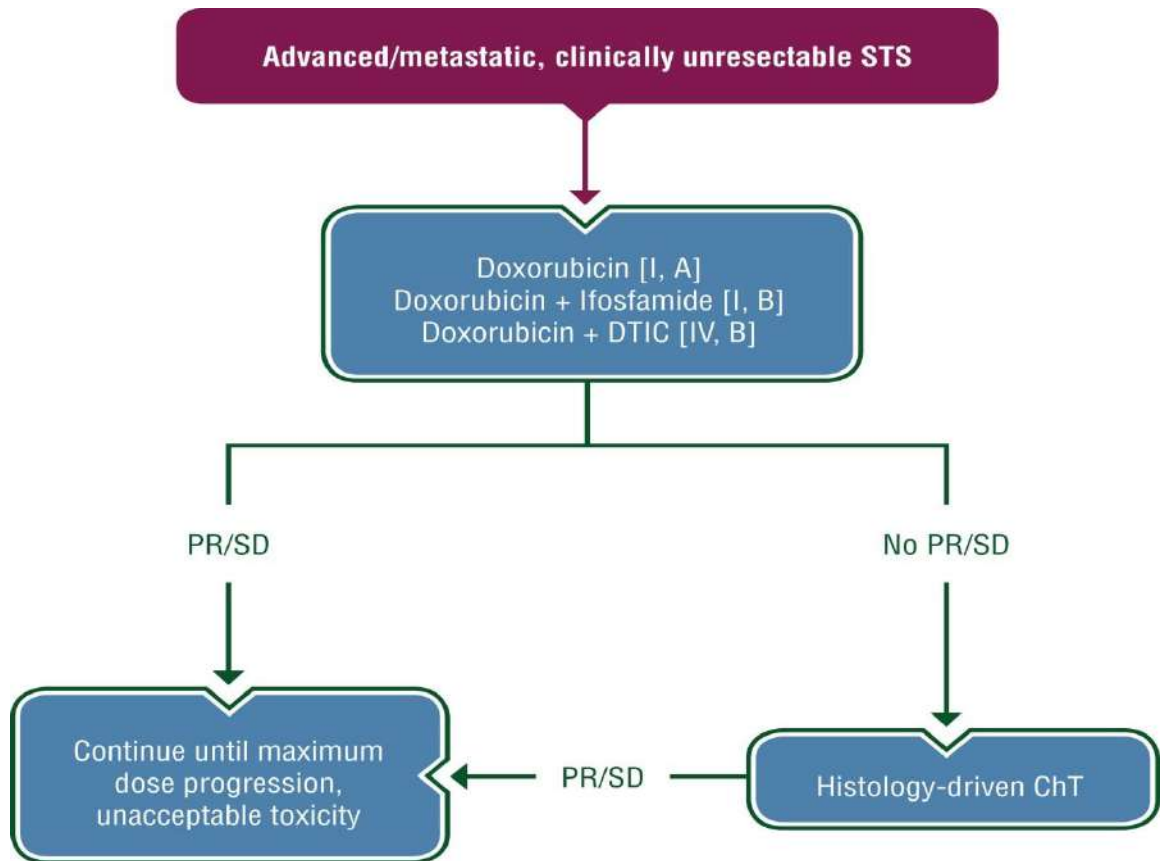 Advanced/metastatic, clinically unresectable STS
Doxorubicin [I, A]
Doxorubicin + Ifosfamide [I, B]
Doxorubicin + DTIC [IV, B]
PR/SD
No PR/SD
Continue until maximum
dose progression,
unacceptable toxicity
PR/SD
Histology-driven ChT